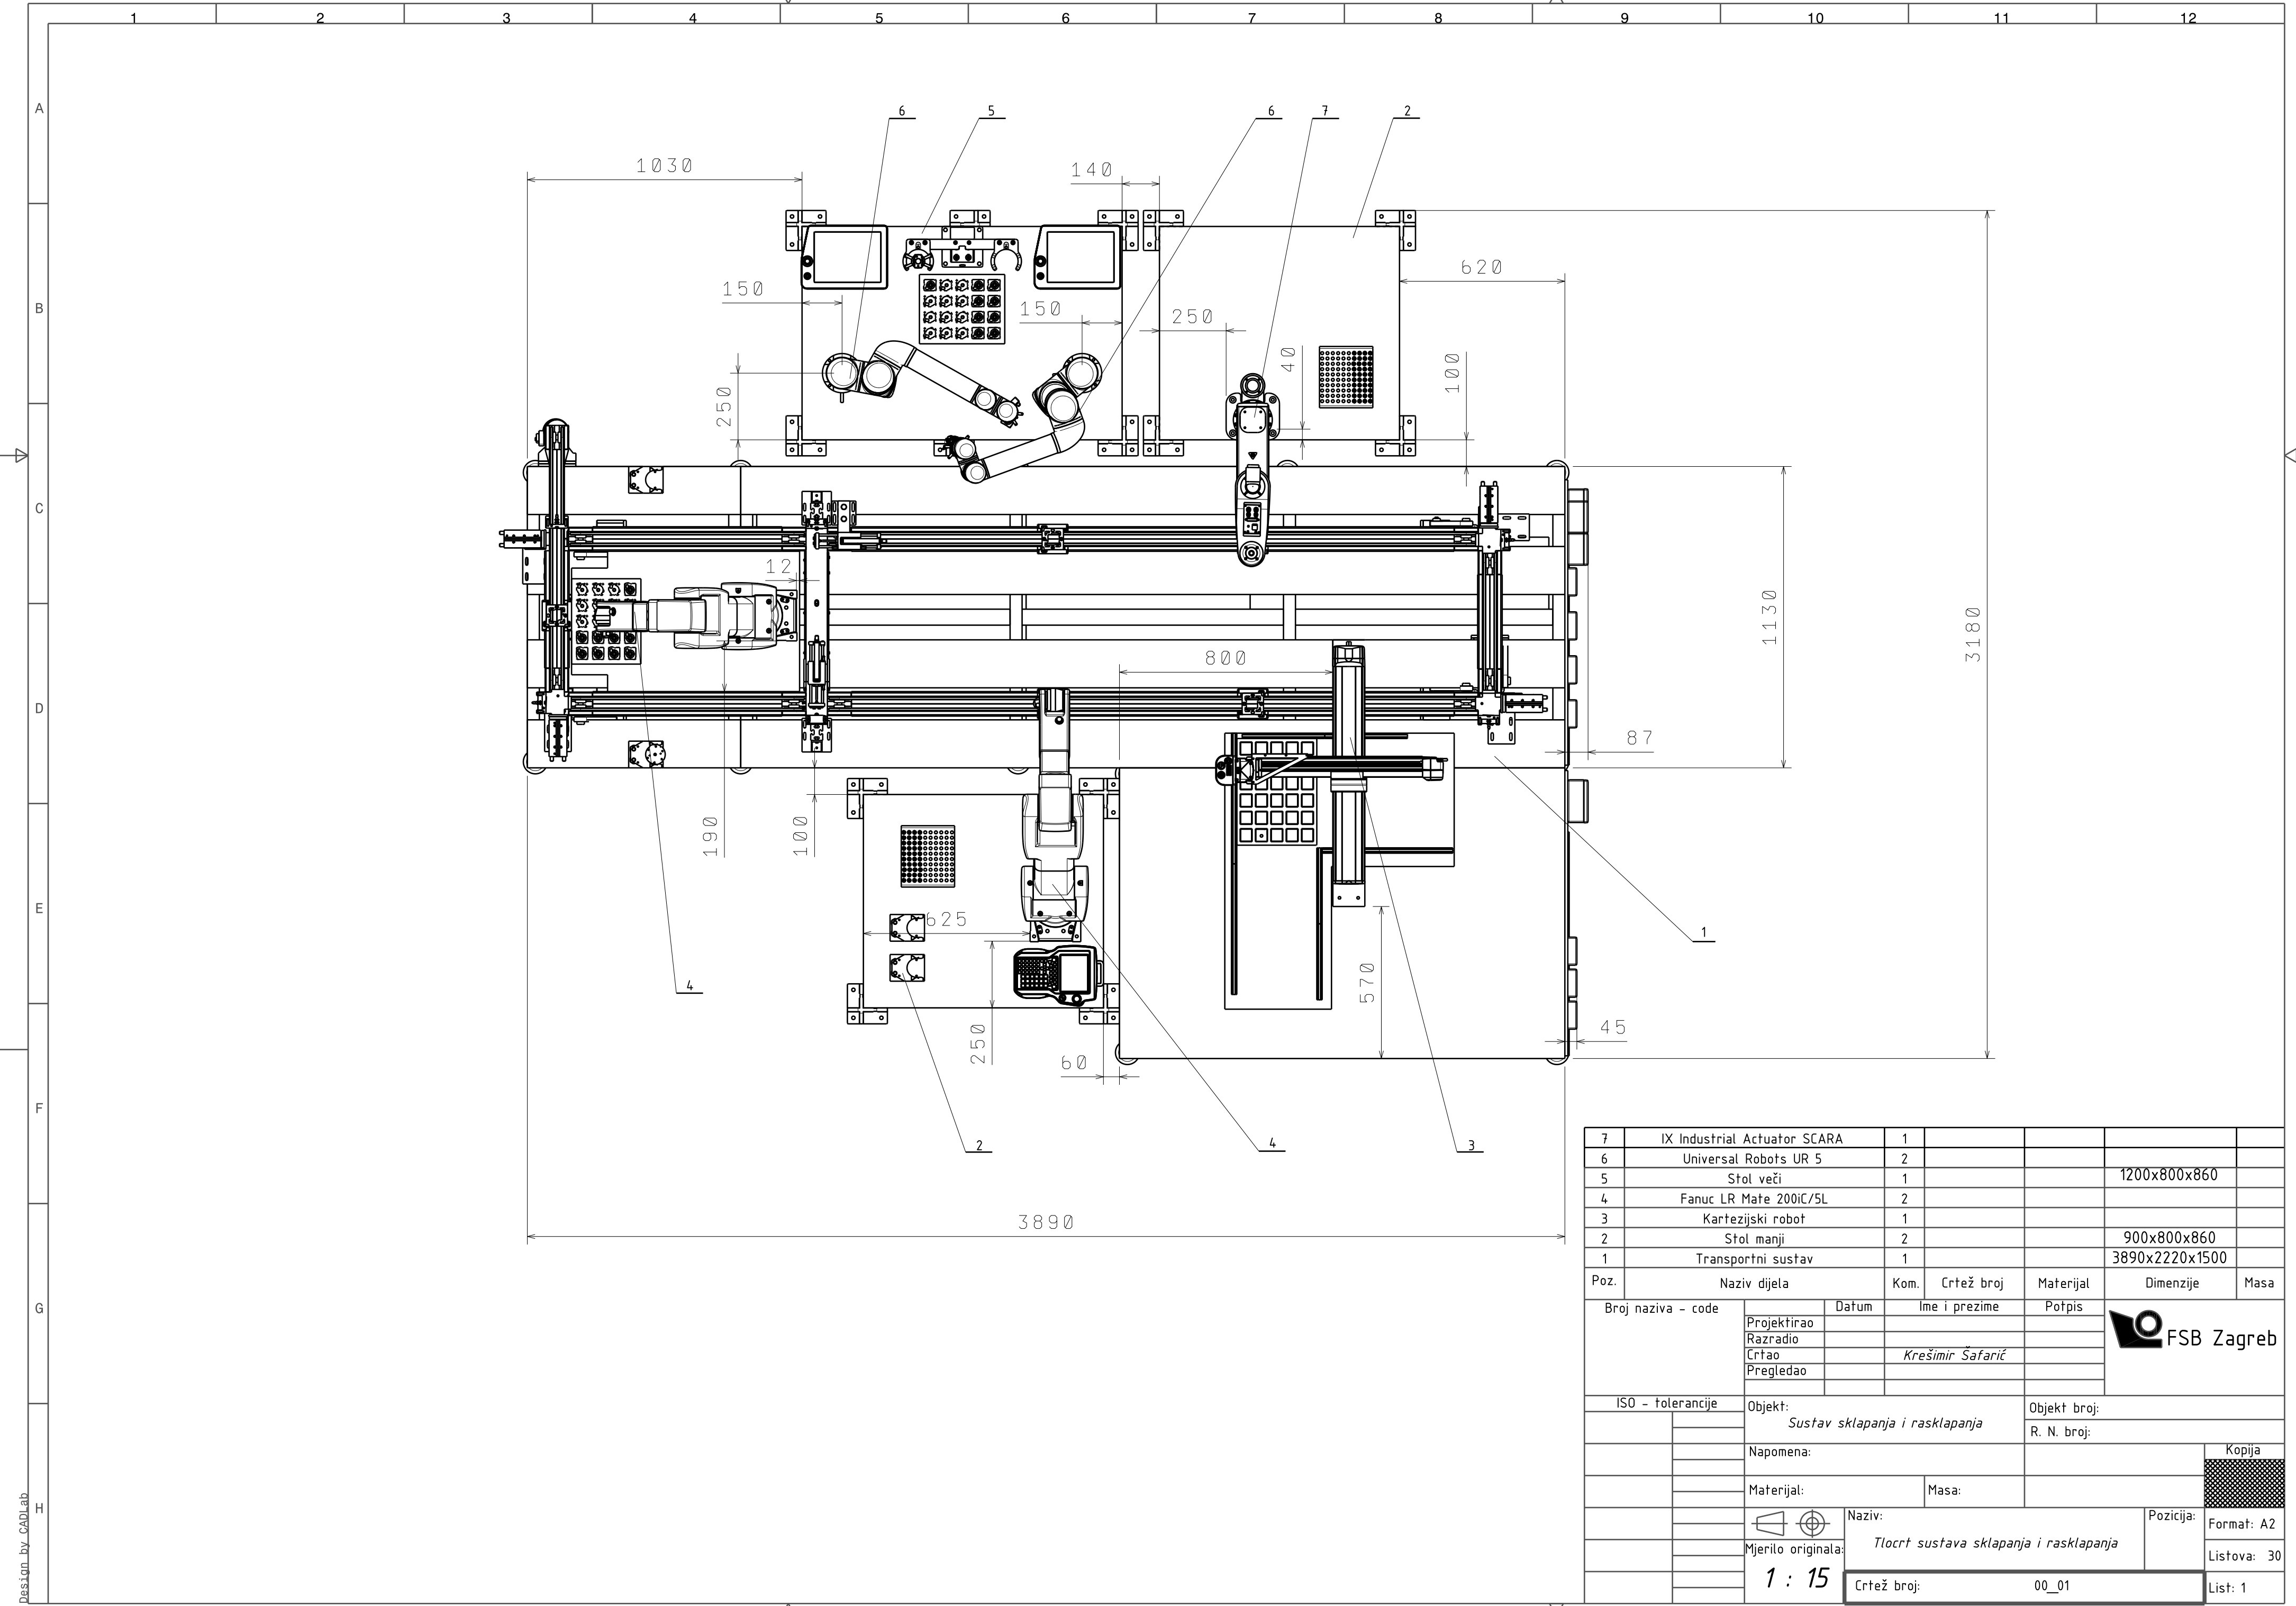 1 2 3 4 5 6 7 8 9 10 11 12
A
B
C
D
E
F
G
H
6
5
6
7
2
1030
140
620
150
150
250
40
100
250
12
800
1130
3180
87
190
100
625
1
570
4
250
45
60
2
4
3
3890
7 IX Industrial Actuator SCARA 1
6 Universal Robots UR 5 2
5 Stol veči 1 1200x800x860
4 Fanuc LR Mate 200iC/5L 2
3 Kartezijski robot 1
2 Stol manji 2 900x800x860
1 Transportni sustav 1 3890x2220x1500
Poz. Naziv dijela Kom. Crtež broj Materijal Dimenzije Masa
Broj naziva - code
Datum Ime i prezime Potpis
Projektirao
Razradio
Crtao Krešimir Šafarić
Pregledao
FSB Zagreb
ISO - tolerancije
Objekt:
Sustav sklapanja i rasklapanja
Objekt broj:
R. N. broj:
Napomena:
Kopija
Materijal:
Masa:
Naziv:
Tlocrt sustava sklapanja i rasklapanja
Pozicija:
Format: A2
Mjerilo originala:
1 : 15
Listova: 30
Crtež broj: 00_01
List: 1
Design by CADLab